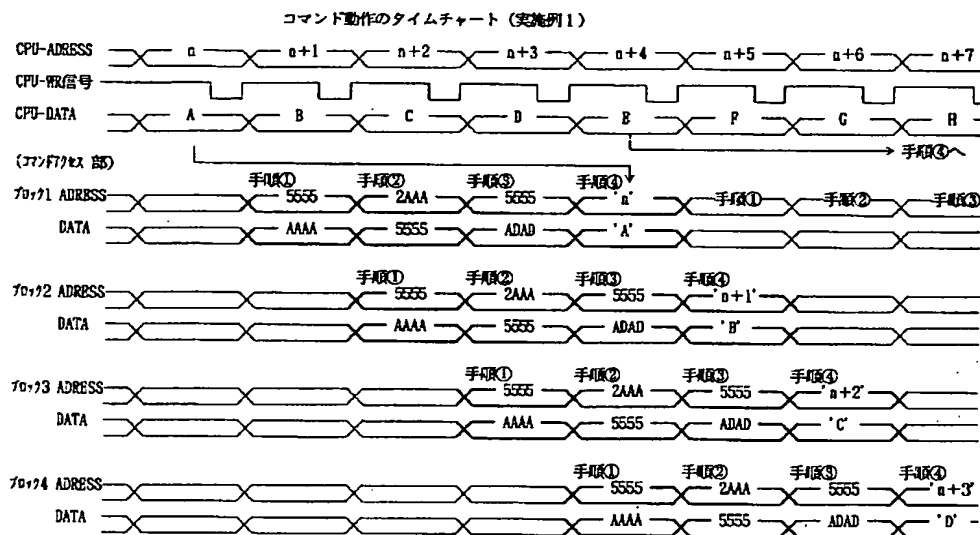 コマンド動作のタイムチャート（実施例1）
CPU-ADRESS n n+1 n+2 n+3 n+4 n+5 n+6 n+7
CPU-WR信号
CPU-DATA A B C D E F G H
手順④へ
(コマンドアクセス 部)
手順① 手順② 手順③ 手順④
ブロック1 ADRESS 5555 2AAA 5555 'n' 手順① 手順② 手順③
DATA AAAA 5555 ADAD 'A'
手順① 手順② 手順③ 手順④
ブロック2 ADRESS 5555 2AAA 5555 'n+1'
DATA AAAA 5555 ADAD 'B'
手順① 手順② 手順③ 手順④
ブロック3 ADRESS 5555 2AAA 5555 'n+2'
DATA AAAA 5555 ADAD 'C'
手順① 手順② 手順③ 手順④
ブロック4 ADRESS 5555 2AAA 5555 'n+3'
DATA AAAA 5555 ADAD 'D'